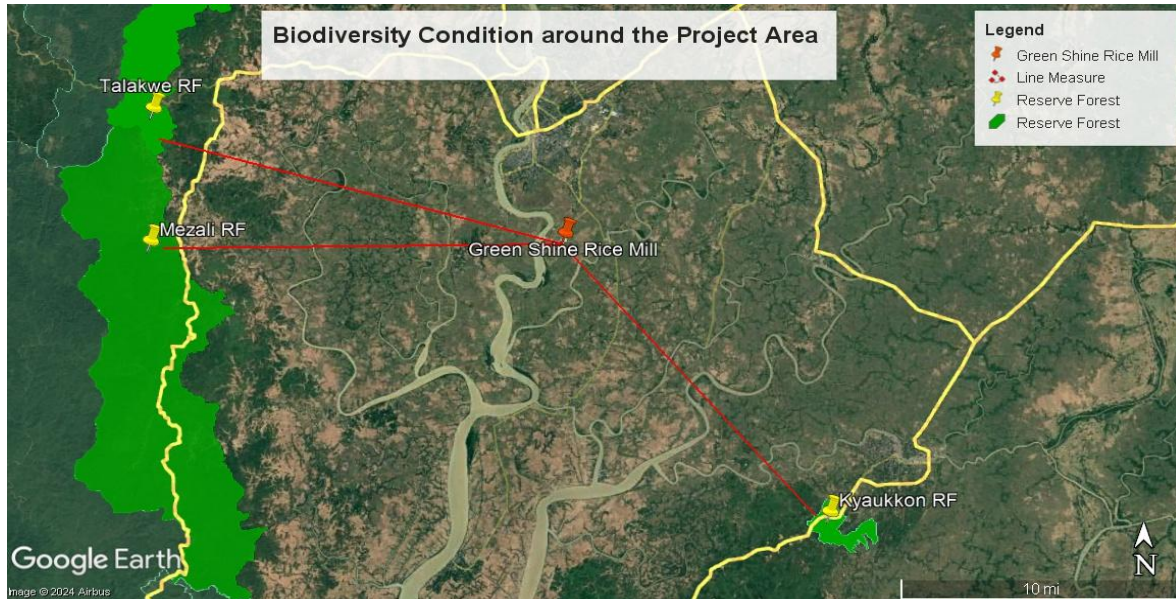 Biodiversity Condition around the Project Area
Legend
Green Shine Rice Mill
Line Measure
Reserve Forest
Reserve Forest
Talakwe RF
Mezali RF
Green Shine Rice Mill
Kyaukkon RF
Google Earth
Image © 2024 Airbus
N
10 mi